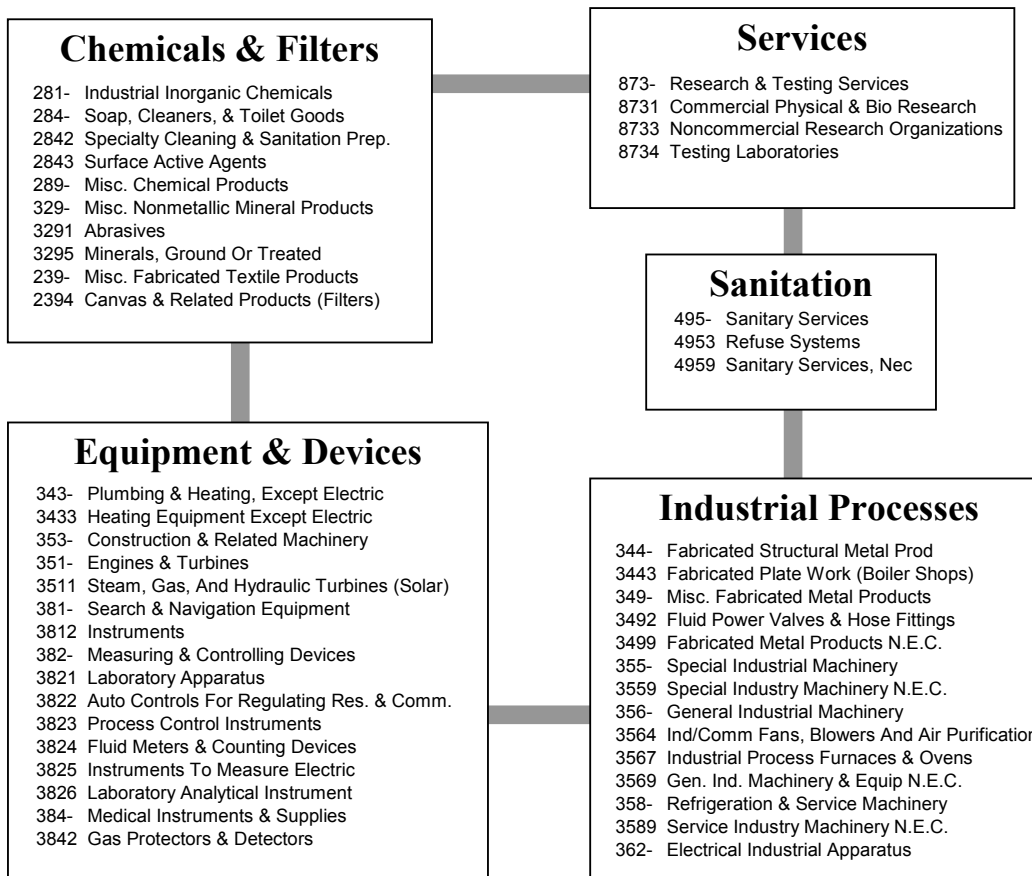 Chemicals & Filters
281- Industrial Inorganic Chemicals
284- Soap, Cleaners, & Toilet Goods
2842 Specialty Cleaning & Sanitation Prep.
2843 Surface Active Agents
289- Misc. Chemical Products
329- Misc. Nonmetallic Mineral Products
3291 Abrasives
3295 Minerals, Ground Or Treated
239- Misc. Fabricated Textile Products
2394 Canvas & Related Products (Filters)
Services
873- Research & Testing Services
8731 Commercial Physical & Bio Research
8733 Noncommercial Research Organizations
8734 Testing Laboratories
Sanitation
495- Sanitary Services
4953 Refuse Systems
4959 Sanitary Services, Nec
Equipment & Devices
343- Plumbing & Heating, Except Electric
3433 Heating Equipment Except Electric
353- Construction & Related Machinery
351- Engines & Turbines
3511 Steam, Gas, And Hydraulic Turbines (Solar)
381- Search & Navigation Equipment
3812 Instruments
382- Measuring & Controlling Devices
3821 Laboratory Apparatus
3822 Auto Controls For Regulating Res. & Comm.
3823 Process Control Instruments
3824 Fluid Meters & Counting Devices
3825 Instruments To Measure Electric
3826 Laboratory Analytical Instrument
384- Medical Instruments & Supplies
3842 Gas Protectors & Detectors
Industrial Processes
344- Fabricated Structural Metal Prod
3443 Fabricated Plate Work (Boiler Shops)
349- Misc. Fabricated Metal Products
3492 Fluid Power Valves & Hose Fittings
3499 Fabricated Metal Products N.E.C.
355- Special Industrial Machinery
3559 Special Industry Machinery N.E.C.
356- General Industrial Machinery
3564 Ind/Comm Fans, Blowers And Air Purification
3567 Industrial Process Furnaces & Ovens
3569 Gen. Ind. Machinery & Equip N.E.C.
358- Refrigeration & Service Machinery
3589 Service Industry Machinery N.E.C.
362- Electrical Industrial Apparatus